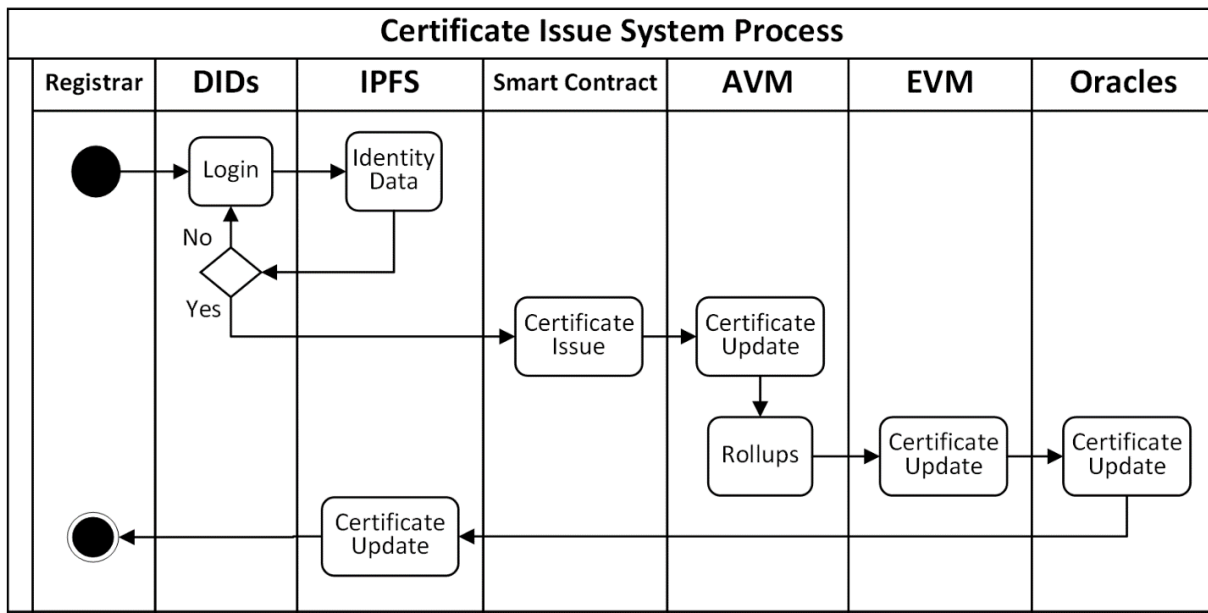 Certificate Issue System Process
Registrar
DIDs
IPFS
Smart Contract
AVM
EVM
Oracles
Login
Identity
Data
No
Yes
Certificate
Issue
Certificate
Update
Rollups
Certificate
Update
Certificate
Update
Certificate
Update